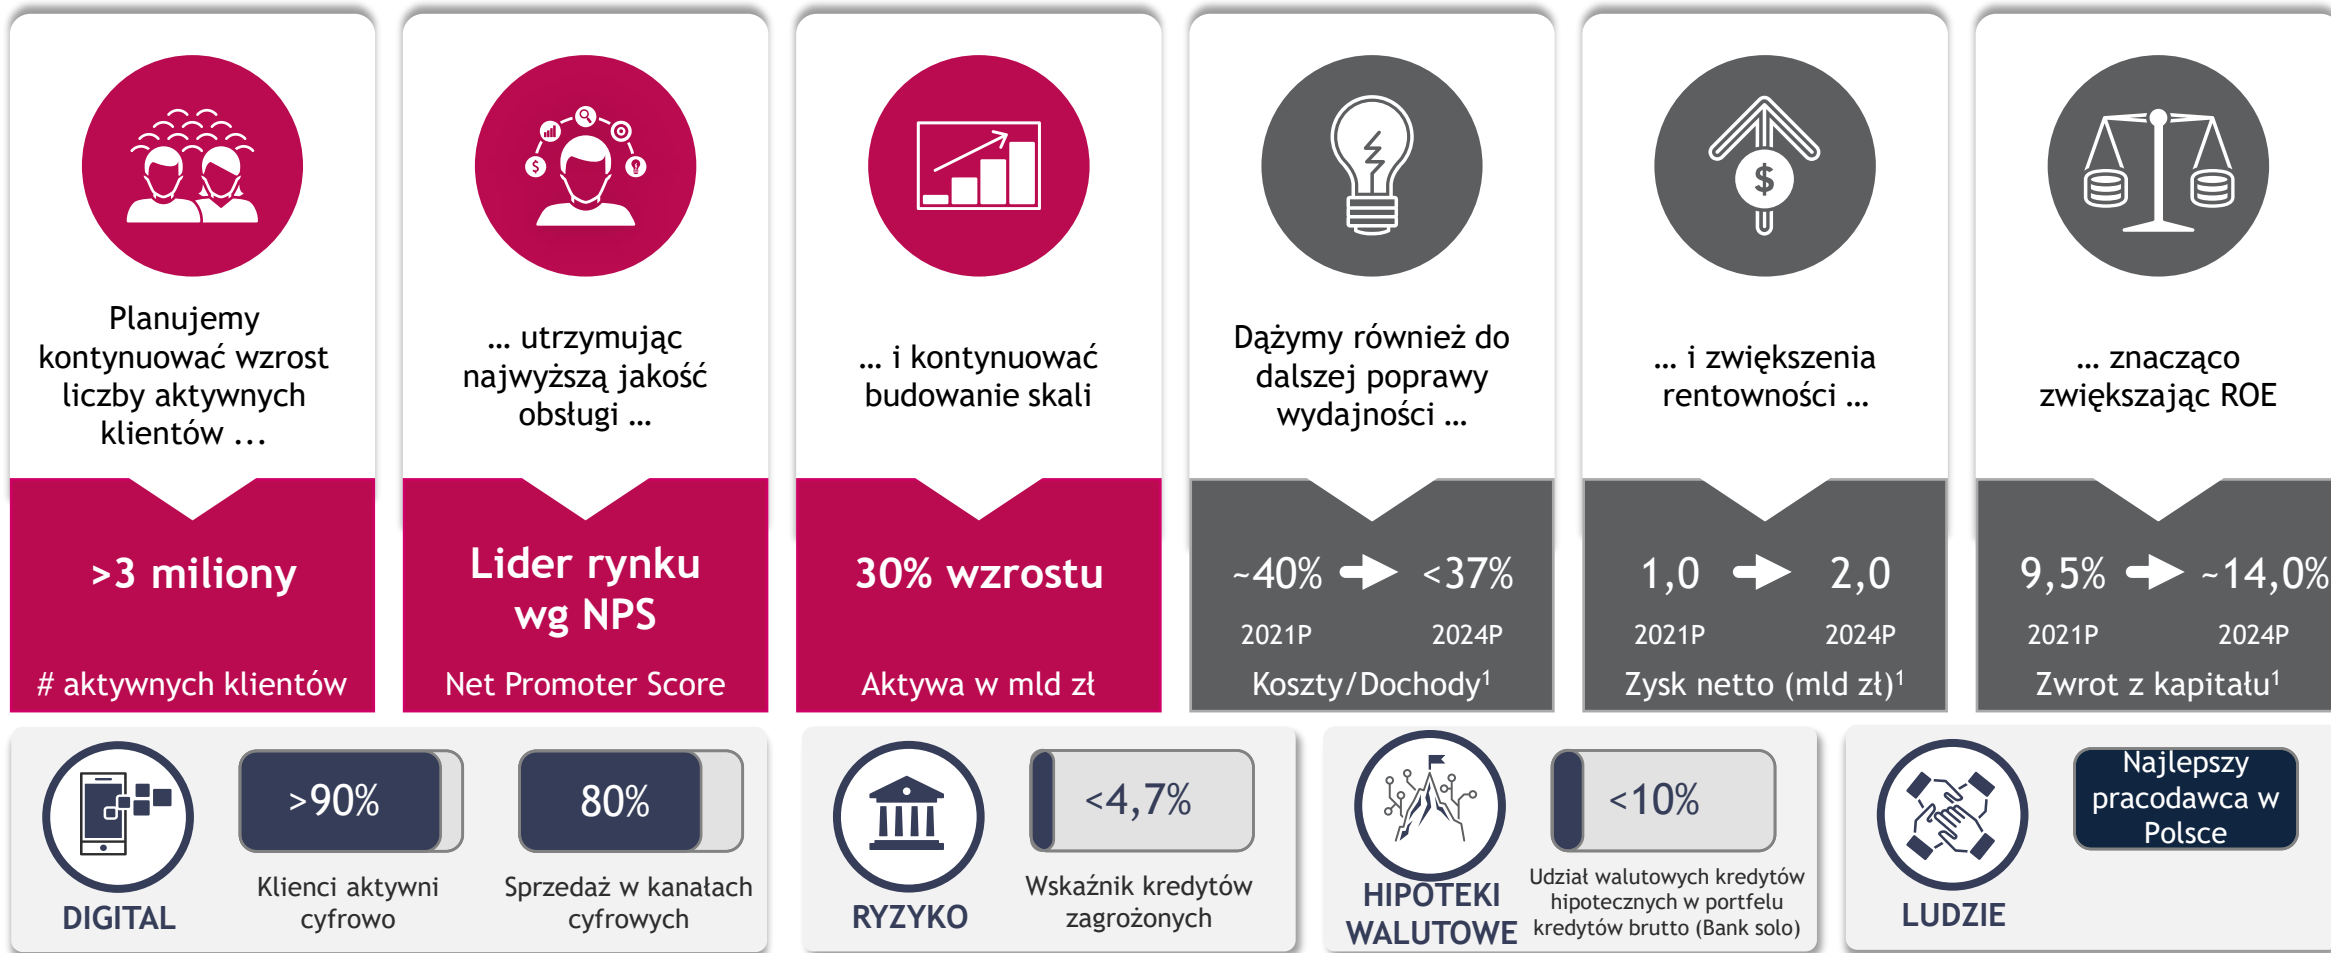 Planujemy
kontynuować wzrost
liczby aktywnych
klientów ...
>3 miliony
# aktywnych klientów
... utrzymując
najwyższą jakość
obsługi ...
Lider rynku
wg NPS
Net Promoter Score
... i kontynuować
budowanie skali
30% wzrostu
Aktywa w mld zł
Dążymy również do
dalszej poprawy
wydajności ...
~40% <37%
2021P 2024P
Koszty/Dochody¹
... i zwiększenia
rentowności ...
1,0 2,0
2021P 2024P
Zysk netto (mld zł)¹
... znacząco
zwiększając ROE
9,5% ~14,0%
2021P 2024P
Zwrot z kapitału¹
DIGITAL
>90%
Klienci aktywni
cyfrowo
80%
Sprzedaż w kanałach
cyfrowych
RYZYKO
<4,7%
Wskaźnik kredytów
zagrożonych
HIPOTEKI
WALUTOWE
<10%
Udział walutowych kredytów
hipotecznych w portfelu
kredytów brutto (Bank solo)
LUDZIE
Najlepszy
pracodawca w
Polsce